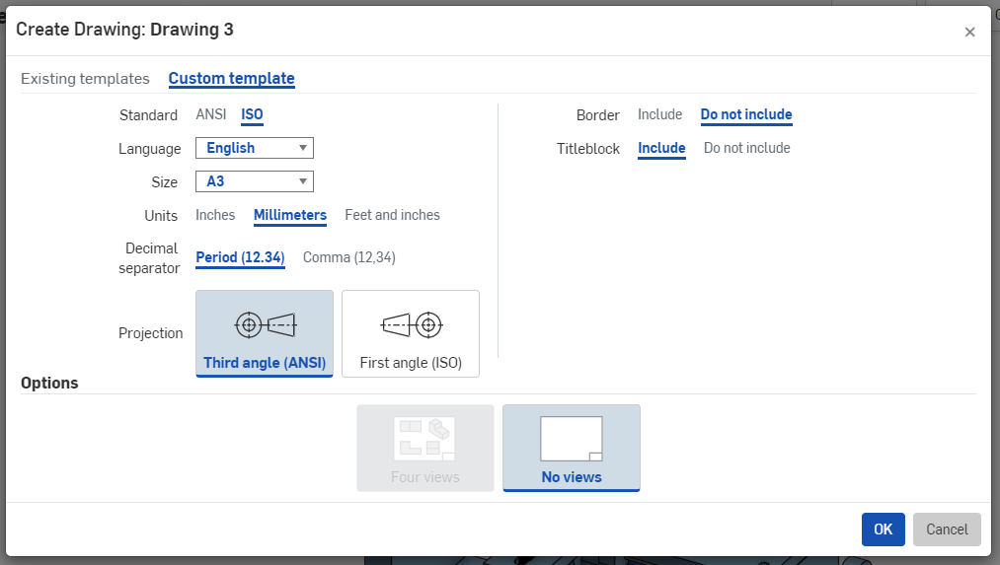 Create Drawing: Drawing 3
×
Existing templates Custom template
Standard ANSI ISO
Language English
Size A3
Units Inches Millimeters Feet and inches
Decimal
separator
Period (12.34) Comma (12,34)
Projection
Third angle (ANSI) First angle (ISO)
Border Include Do not include
Titleblock Include Do not include
Options
Four views No views
OK Cancel